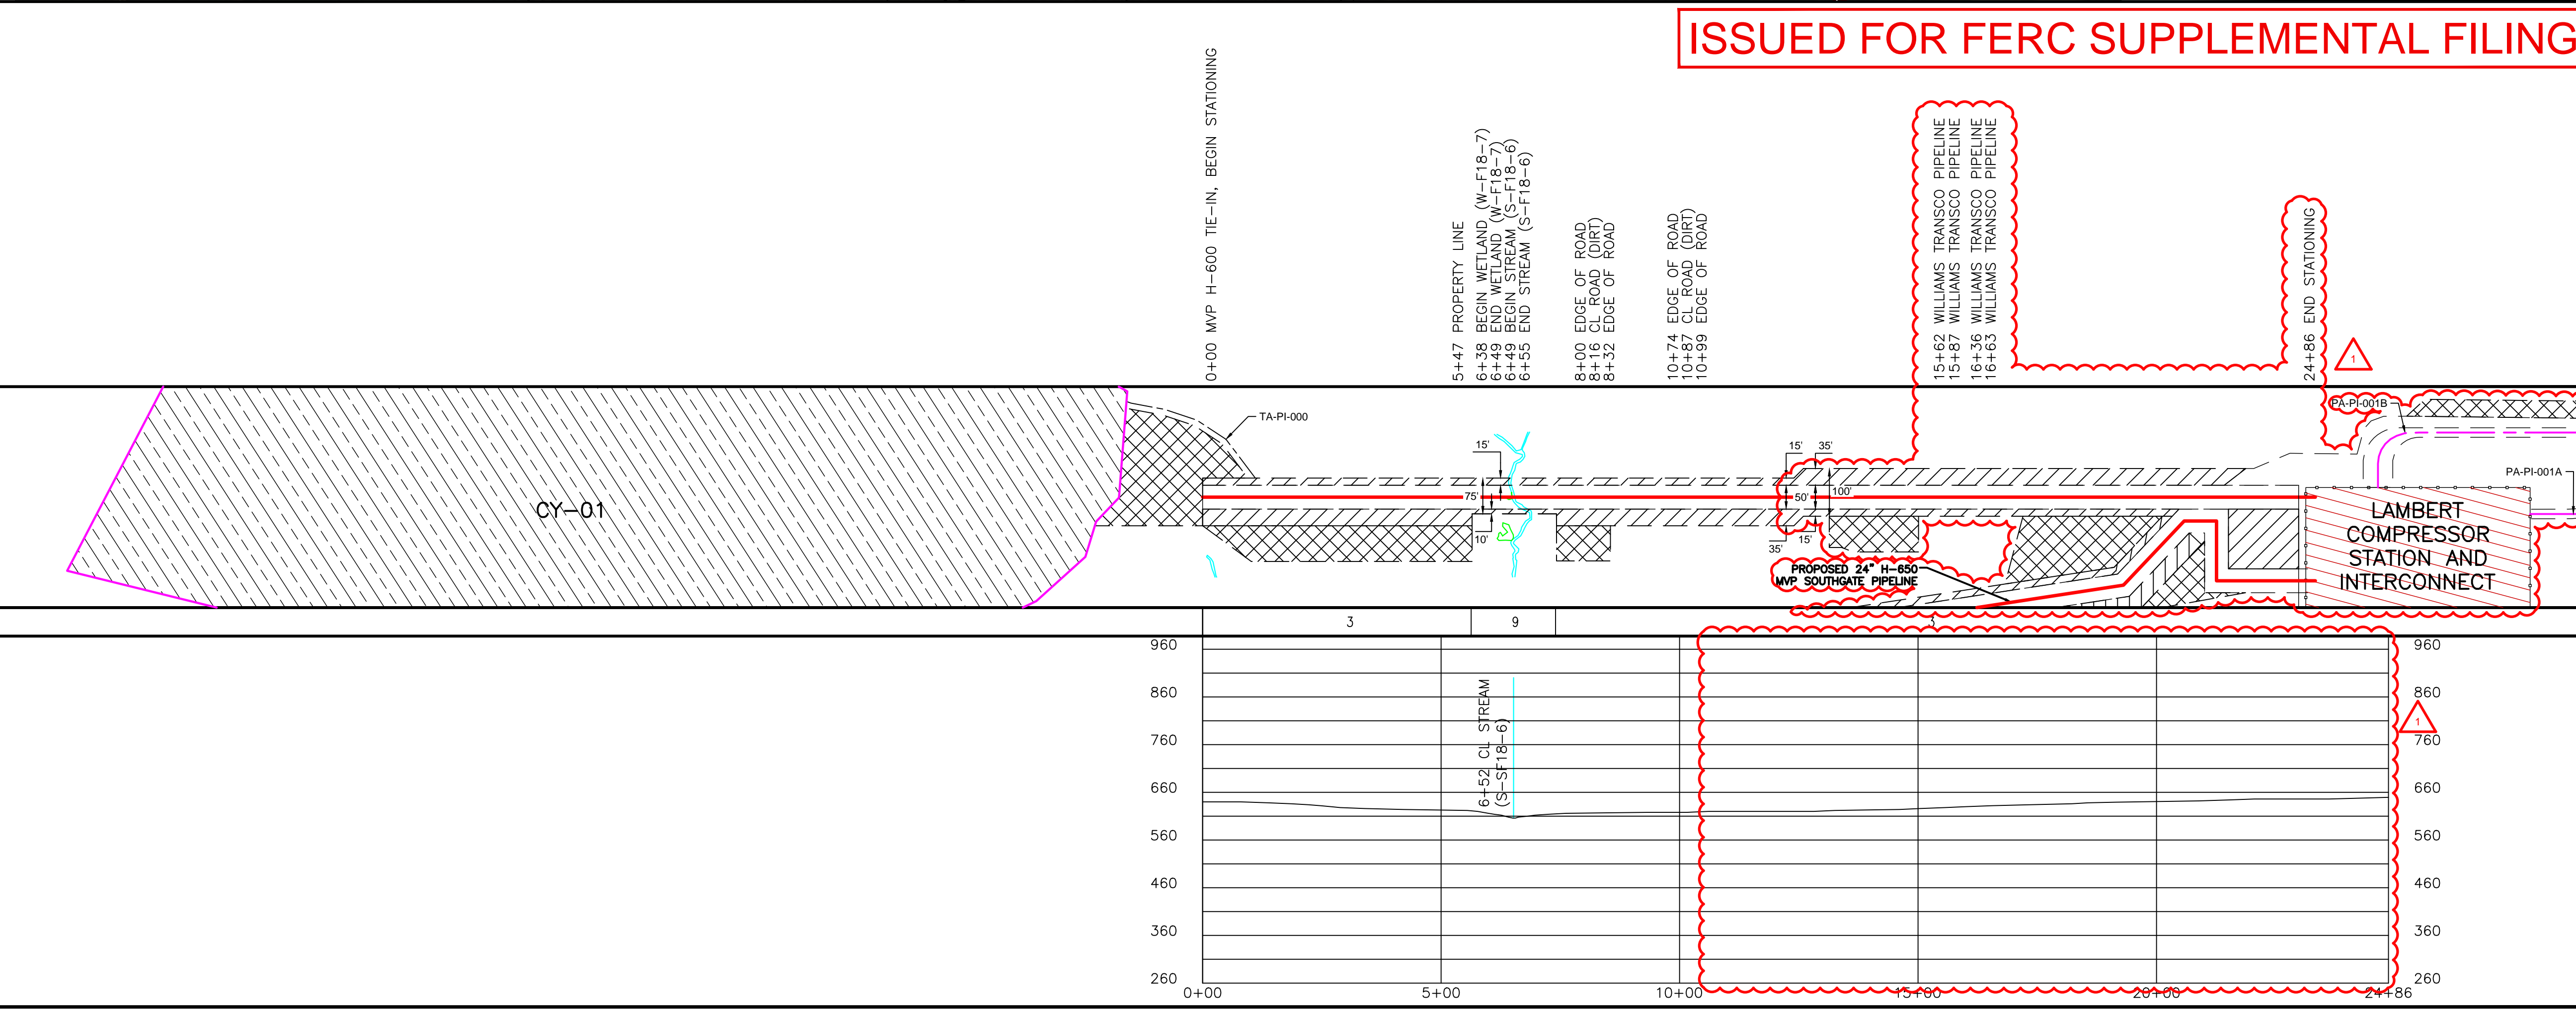 ISSUED FOR FERC SUPPLEMENTAL FILING
0+00 MVP H-600 TIE-IN, BEGIN STATIONING
5+47 PROPERTY LINE
6+38 BEGIN WETLAND (W-F18-7)
6+49 END WETLAND (W-F18-7)
6+49 BEGIN STREAM (S-F18-6)
6+55 END STREAM (S-F18-6)
8+00 EDGE OF ROAD
8+16 CL ROAD (DIRT)
8+32 EDGE OF ROAD
10+74 EDGE OF ROAD
10+87 CL ROAD (DIRT)
10+99 EDGE OF ROAD
15+62 WILLIAMS TRANSCO PIPELINE
15+87 WILLIAMS TRANSCO PIPELINE
16+36 WILLIAMS TRANSCO PIPELINE
16+63 WILLIAMS TRANSCO PIPELINE
24+86 END STATIONING
1
CY-01
TA-PI-000
15'
75'
10'
15'
35'
50'
100'
35'
15'
PROPOSED 24" H-650
MVP SOUTHGATE PIPELINE
PA-PI-001B
PA-PI-001A
LAMBERT
COMPRESSOR
STATION AND
INTERCONNECT
3
9
3
960
860
760
660
560
460
360
260
6+52 CL STREAM
(S-SF18-6)
960
860
1
760
660
560
460
360
260
0+00
5+00
10+00
15+00
20+00
24+86